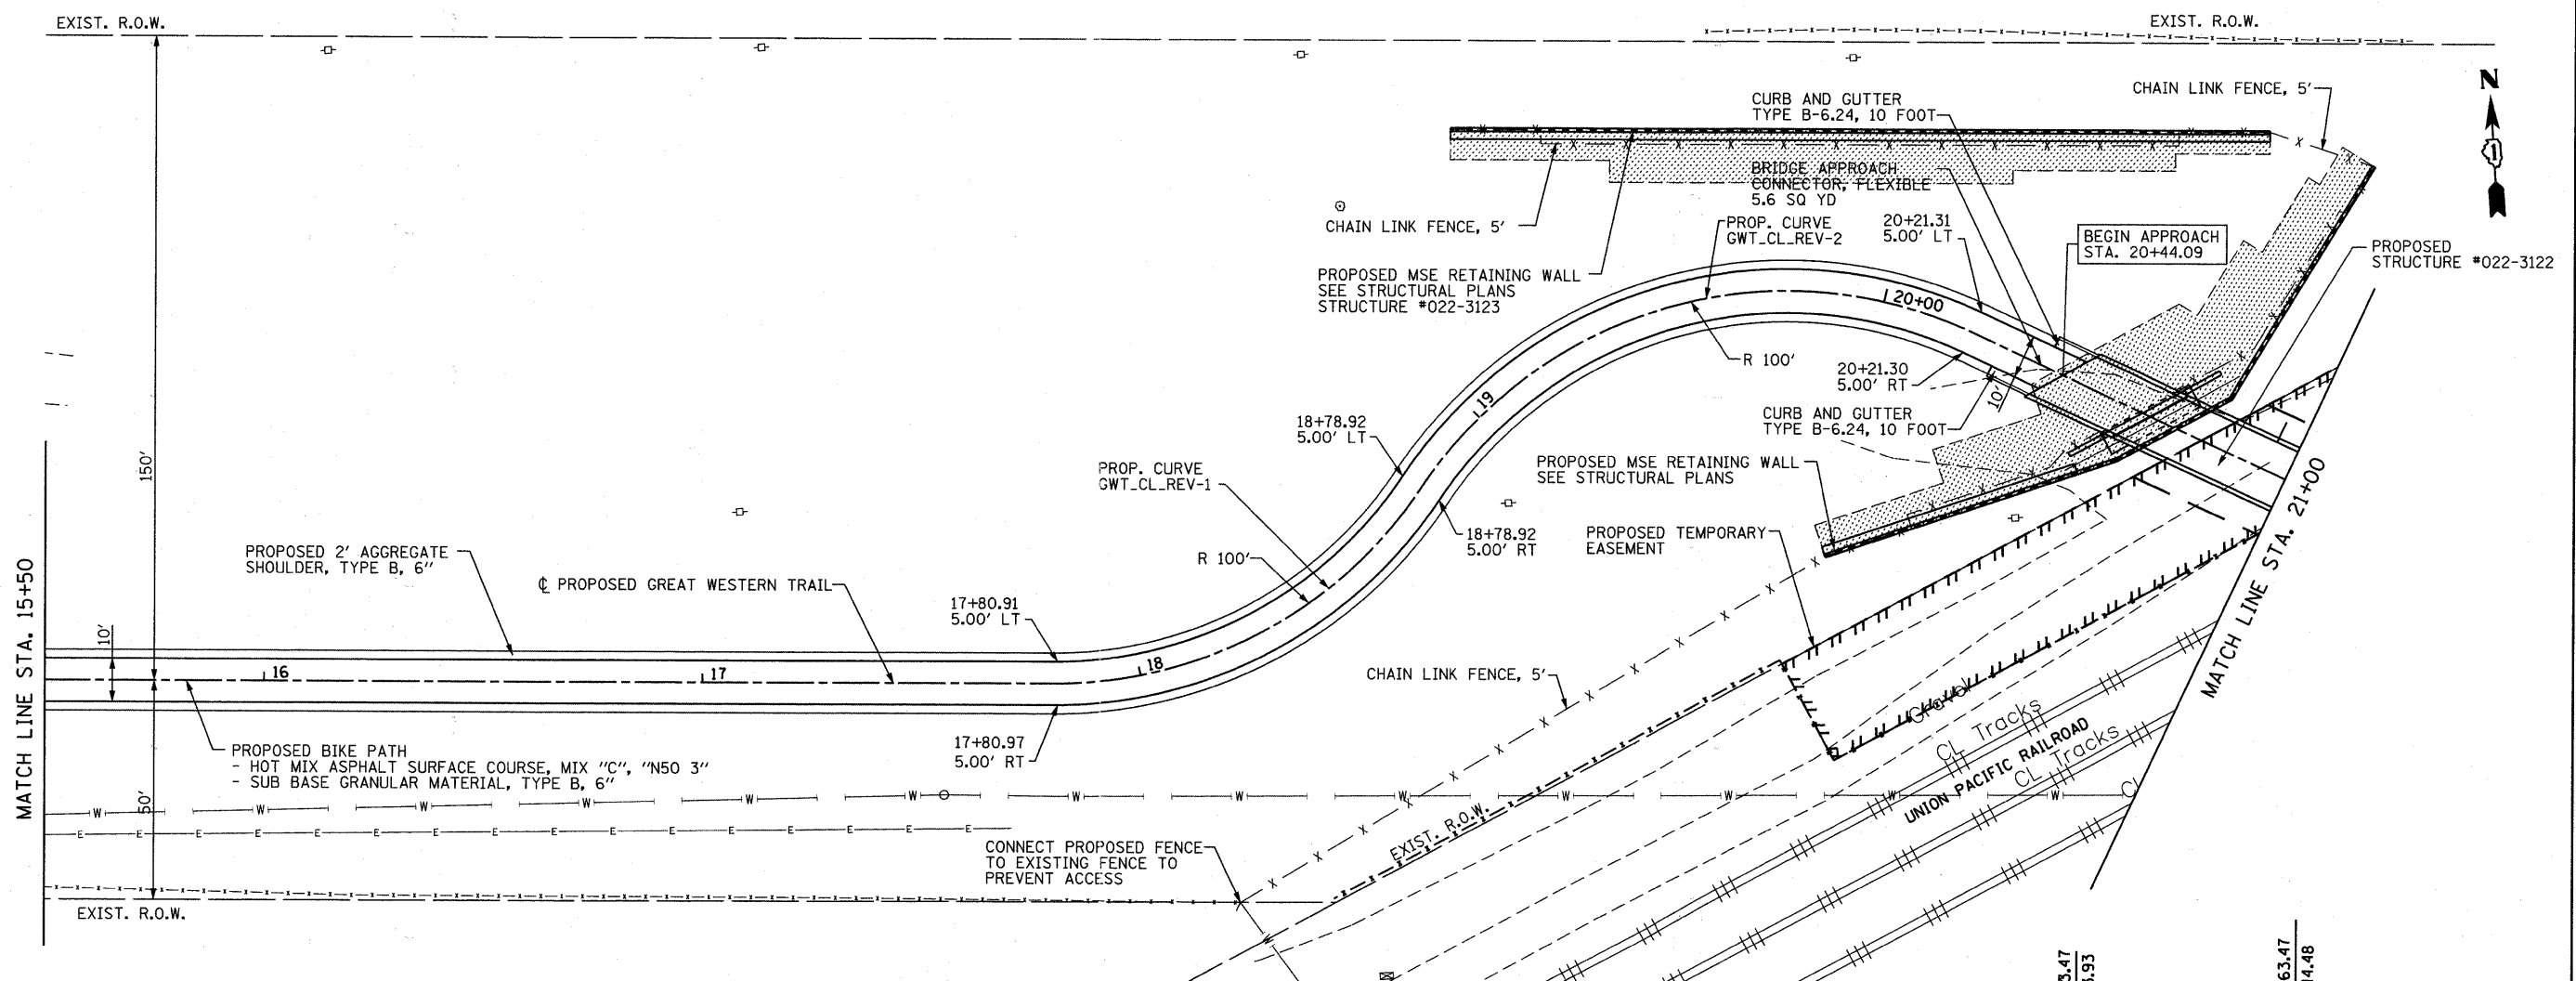 EXIST. R.O.W.
EXIST. R.O.W.
N
1
CHAIN LINK FENCE, 5'
CURB AND GUTTER
TYPE B-6.24, 10 FOOT
BRIDGE APPROACH
CONNECTOR, FLEXIBLE
5.6 SQ YD
CHAIN LINK FENCE, 5'
PROP. CURVE
GWT_CL_REV-2
20+21.31
5.00' LT
BEGIN APPROACH
STA. 20+44.09
PROPOSED
STRUCTURE #022-3122
PROPOSED MSE RETAINING WALL
SEE STRUCTURAL PLANS
STRUCTURE #022-3123
20+00
R 100'
20+21.30
5.00' RT
10'
19
18+78.92
5.00' LT
CURB AND GUTTER
TYPE B-6.24, 10 FOOT
150'
PROP. CURVE
GWT_CL_REV-1
PROPOSED MSE RETAINING WALL
SEE STRUCTURAL PLANS
MATCH LINE STA. 21+00
18+78.92
5.00' RT
PROPOSED TEMPORARY
EASEMENT
PROPOSED 2' AGGREGATE
SHOULDER, TYPE B, 6"
R 100'
℄ PROPOSED GREAT WESTERN TRAIL
17+80.91
5.00' LT
MATCH LINE STA. 15+50
10'
16
17
18
CHAIN LINK FENCE, 5'
Gravel
CL Tracks
UNION PACIFIC RAILROAD
CL Tracks
CL
PROPOSED BIKE PATH
- HOT MIX ASPHALT SURFACE COURSE, MIX "C", "N50 3"
- SUB BASE GRANULAR MATERIAL, TYPE B, 6"
17+80.97
5.00' RT
50'
W W W W W W W W W W W W W
E E E E E E E E E E E E E E E E
EXIST. R.O.W.
CONNECT PROPOSED FENCE
TO EXISTING FENCE TO
PREVENT ACCESS
EXIST. R.O.W.
3.47
.93
63.47
4.48